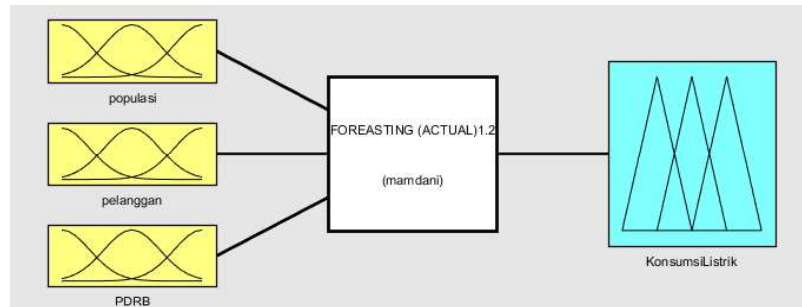 populasi
pelanggan
PDRB
FOREASTING (ACTUAL)1.2
(mamdani)
KonsumsiListrik